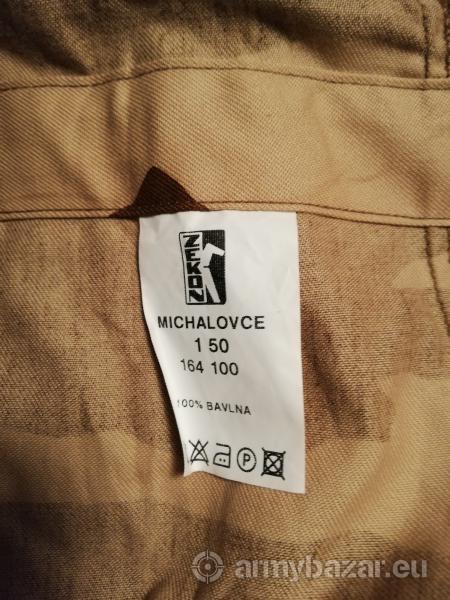 ZEKON
MICHALOVCE
1 50
164 100
100% BAVLNA
P
armybazar.eu